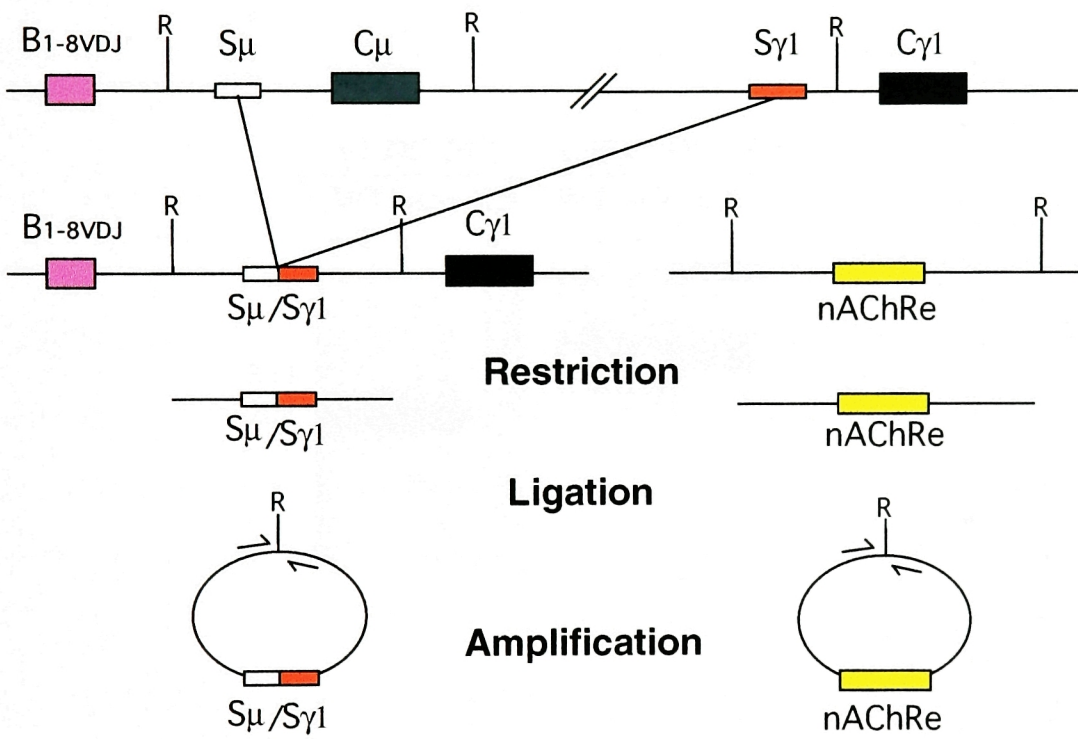 R R R
B1-8VDJ Sμ Cμ Sγ1 Cγ1
R R R R
B1-8VDJ Cγ1
Sμ/Sγ1 nAChRe
Restriction
Sμ/Sγ1 nAChRe
Ligation
R R
Amplification
Sμ/Sγ1 nAChRe